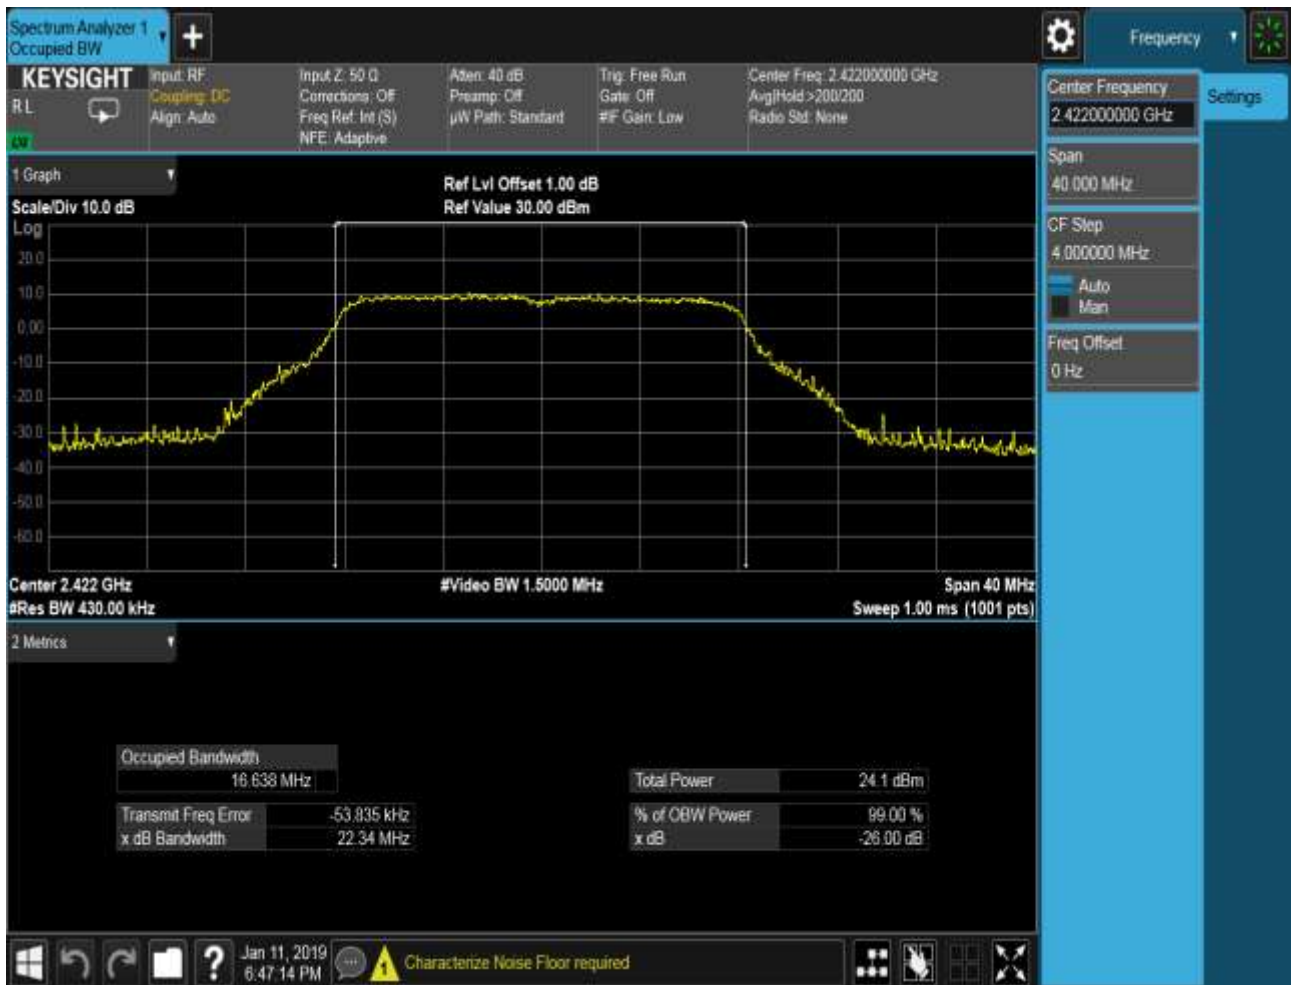 Spectrum Analyzer 1
Occupied BW
Frequency
KEYSIGHT
R L
Input: RF
Coupling: DC
Align: Auto
Input Z: 50 Ω
Corrections: Off
Freq Ref: Int (S)
NFE: Adaptive
Atten: 40 dB
Preamp: Off
µW Path: Standard
Trig: Free Run
Gate: Off
#IF Gain: Low
Center Freq: 2.422000000 GHz
Avg|Hold:>200/200
Radio Std: None
Center Frequency
2.422000000 GHz
Settings
Span
40.000 MHz
CF Step
4.000000 MHz
Auto
Man
Freq Offset
0 Hz
1 Graph
Scale/Div 10.0 dB
Ref Lvl Offset 1.00 dB
Ref Value 30.00 dBm
Log
20.0
10.0
0.00
-10.0
-20.0
-30.0
-40.0
-50.0
-60.0
Center 2.422 GHz
#Video BW 1.5000 MHz
Span 40 MHz
#Res BW 430.00 kHz
Sweep 1.00 ms (1001 pts)
2 Metrics
Occupied Bandwidth
16.638 MHz
Total Power 24.1 dBm
Transmit Freq Error -53.835 kHz
% of OBW Power 99.00 %
x dB Bandwidth 22.34 MHz
x dB -26.00 dB
Jan 11, 2019
6:47:14 PM
1
Characterize Noise Floor required